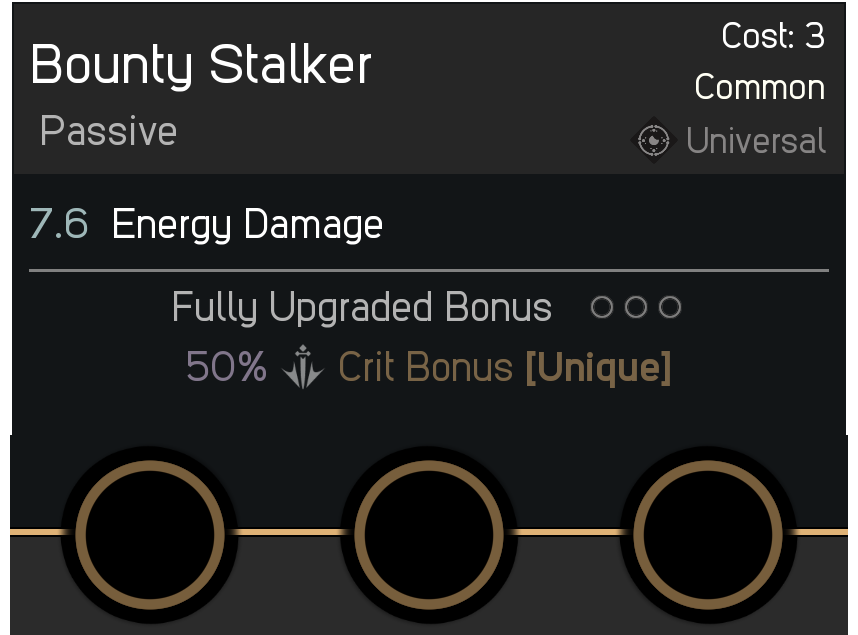 Bounty Stalker
Cost: 3
Common
Passive
Universal
7.6 Energy Damage
Fully Upgraded Bonus
50% Crit Bonus [Unique]